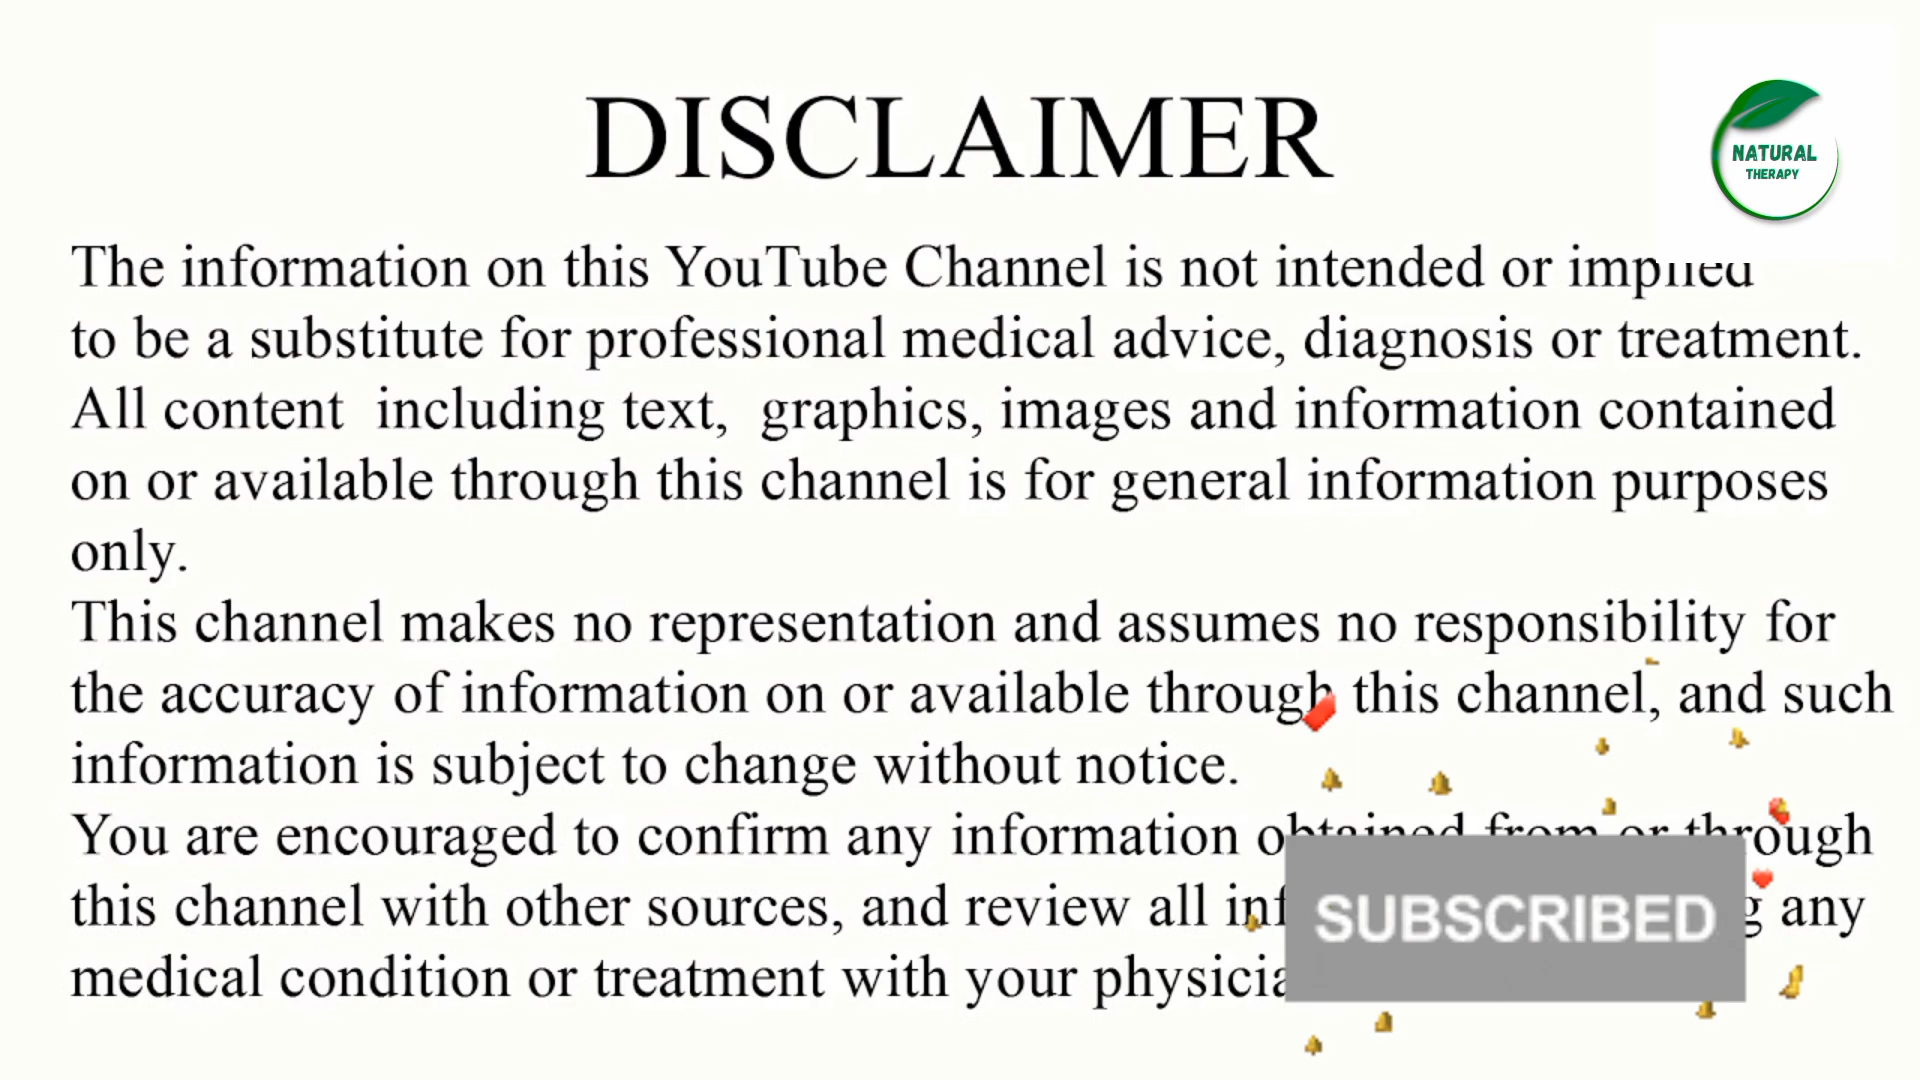 DISCLAIMER
NATURAL
THERAPY
The information on this YouTube Channel is not intended or implied
to be a substitute for professional medical advice, diagnosis or treatment.
All content including text, graphics, images and information contained
on or available through this channel is for general information purposes
only.
This channel makes no representation and assumes no responsibility for
the accuracy of information on or available through this channel, and such
information is subject to change without notice.
You are encouraged to confirm any information obtained from or through
this channel with other sources, and review all any
medical condition or treatment with your
SUBSCRIBED